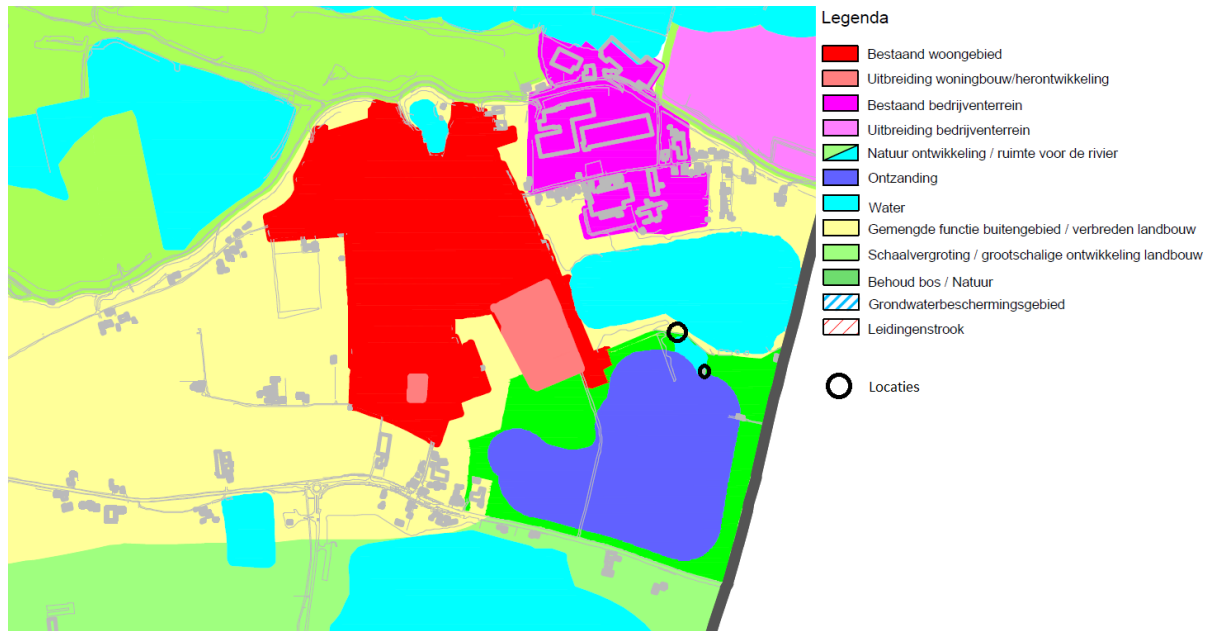 Legenda
Bestaand woongebied
Uitbreiding woningbouw/herontwikkeling
Bestaand bedrijventerrein
Uitbreiding bedrijventerrein
Natuur ontwikkeling / ruimte voor de rivier
Ontzanding
Water
Gemengde functie buitengebied / verbreden landbouw
Schaalvergroting / grootschalige ontwikkeling landbouw
Behoud bos / Natuur
Grondwaterbeschermingsgebied
Leidingenstrook
Locaties